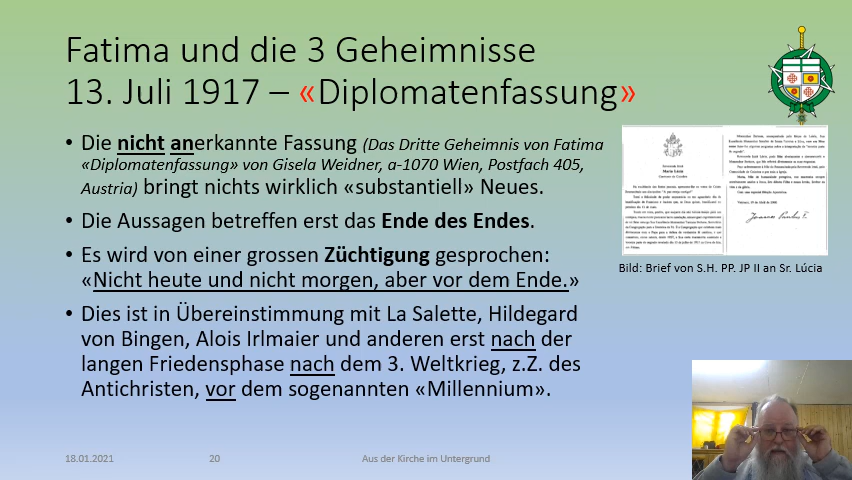 Fatima und die 3 Geheimnisse
13. Juli 1917 – «Diplomatenfassung»
• Die nicht anerkannte Fassung (Das Dritte Geheimnis von Fatima
«Diplomatenfassung» von Gisela Weidner, a-1070 Wien, Postfach 405,
Austria) bringt nichts wirklich «substantiell» Neues.
• Die Aussagen betreffen erst das Ende des Endes.
• Es wird von einer grossen Züchtigung gesprochen:
«Nicht heute und nicht morgen, aber vor dem Ende.»
• Dies ist in Übereinstimmung mit La Salette, Hildegard
von Bingen, Alois Irlmaier und anderen erst nach der
langen Friedensphase nach dem 3. Weltkrieg, z.Z. des
Antichristen, vor dem sogenannten «Millennium».
Bild: Brief von S.H. PP. JP II an Sr. Lúcia
18.01.2021
20
Aus der Kirche im Untergrund